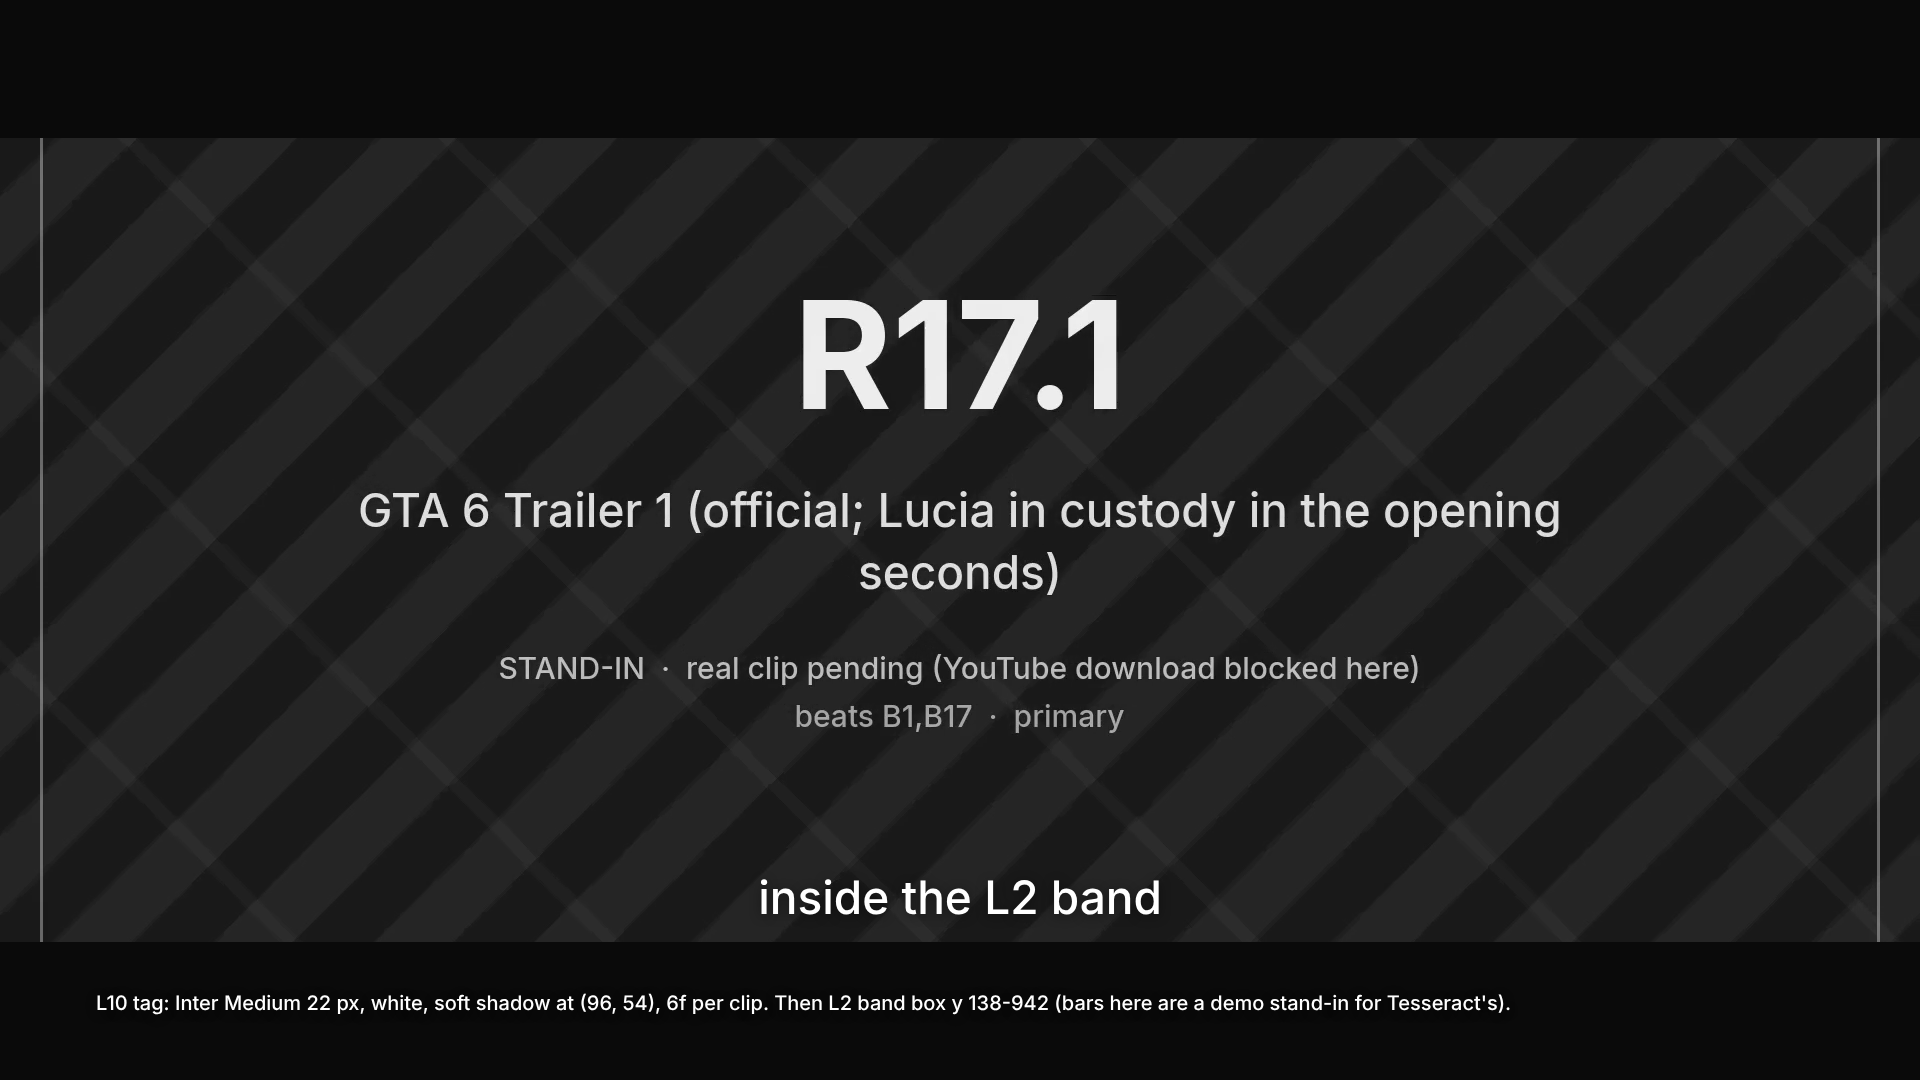 R17.1
GTA 6 Trailer 1 (official; Lucia in custody in the opening
seconds)
STAND-IN · real clip pending (YouTube download blocked here)
beats B1,B17 · primary
inside the L2 band
L10 tag: Inter Medium 22 px, white, soft shadow at (96, 54), 6f per clip. Then L2 band box y 138-942 (bars here are a demo stand-in for Tesseract's).